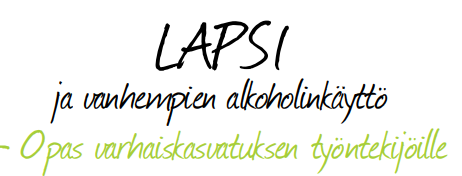 LAPSI
ja vanhempien alkoholinkäyttö
- Opas varhaiskasvatuksen työntekijöille